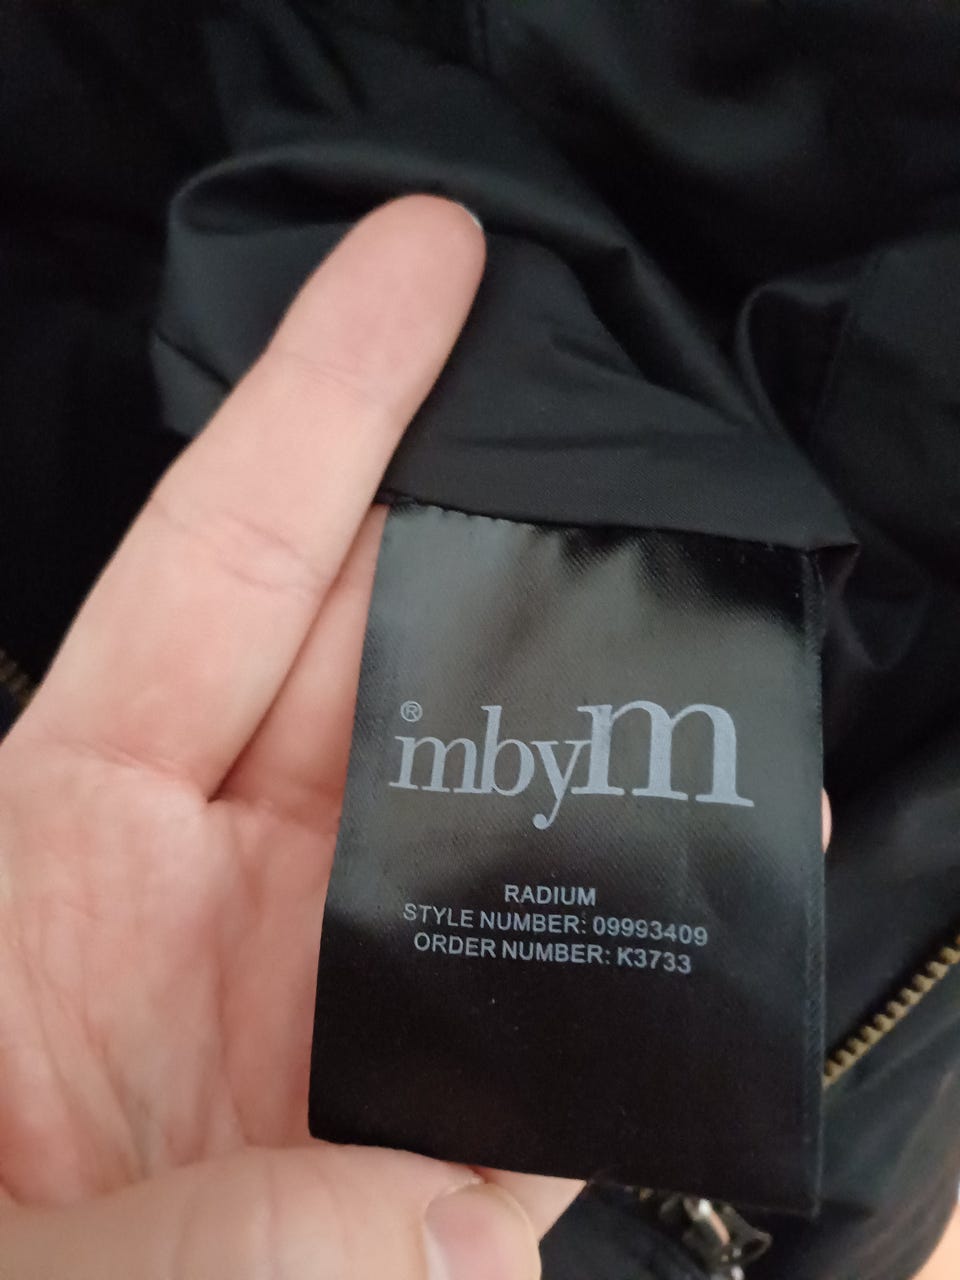 ® mbym
RADIUM
STYLE NUMBER: 09993409
ORDER NUMBER: K3733